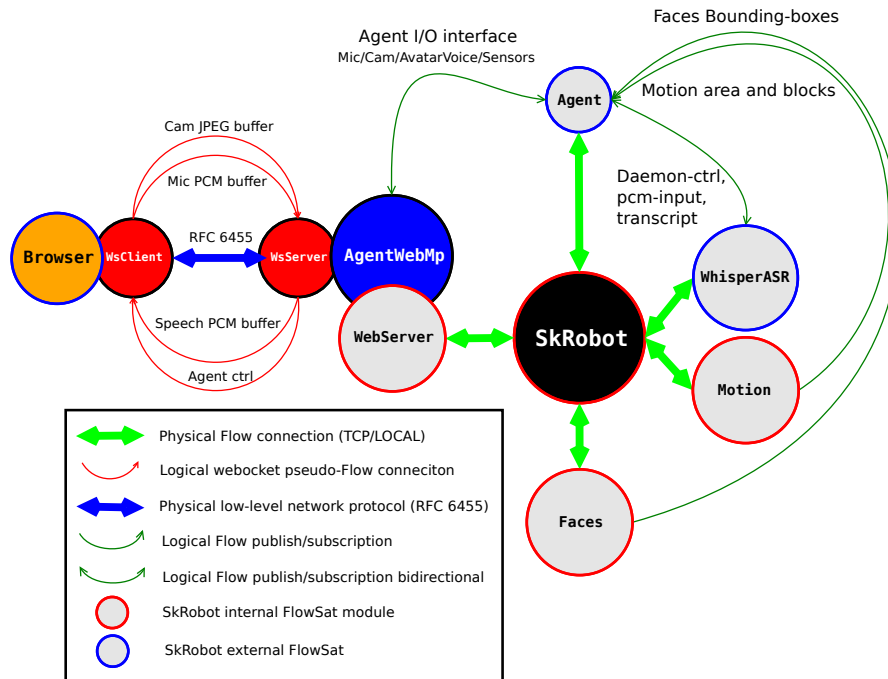 Faces Bounding-boxes
Agent I/O interface
Mic/Cam/AvatarVoice/Sensors
Agent
Motion area and blocks
Cam JPEG buffer
Mic PCM buffer
Daemon-ctrl,
pcm-input,
transcript
RFC 6455
Browser
WsClient
WsServer
AgentWebMp
WhisperASR
Speech PCM buffer
WebServer
SkRobot
Agent ctrl
Motion
Physical Flow connection (TCP/LOCAL)
Logical webocket pseudo-Flow conneciton
Physical low-level network protocol (RFC 6455)
Faces
Logical Flow publish/subscription
Logical Flow publish/subscription bidirectional
SkRobot internal FlowSat module
SkRobot external FlowSat